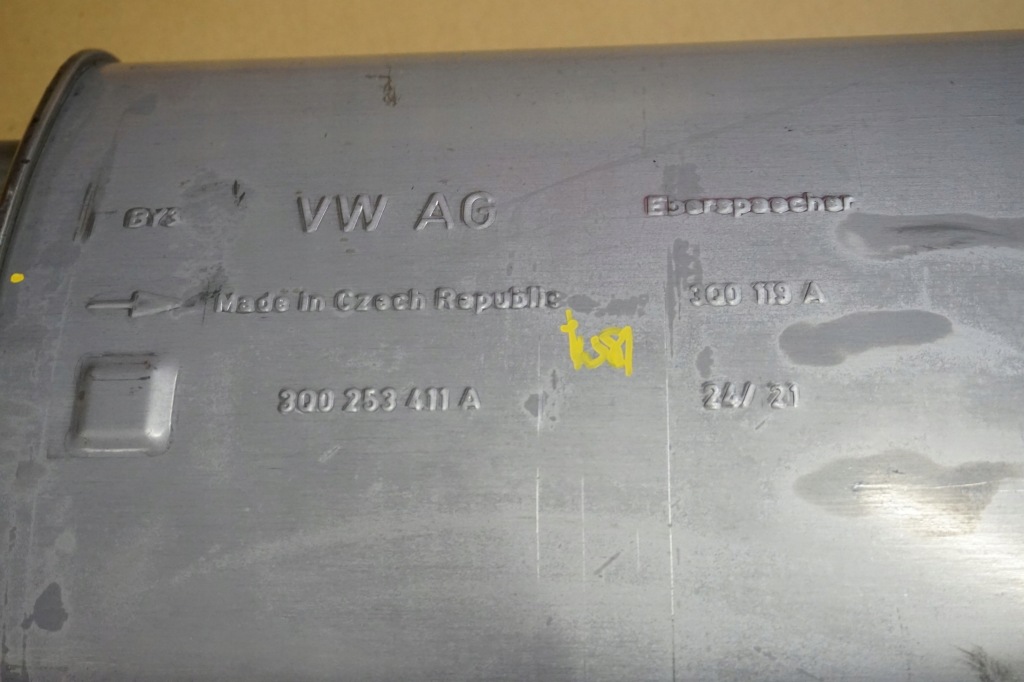 VW AG Eberspaecher
Made in Czech Republic 3Q0 119 A
3Q0 253 411 A 24/ 21